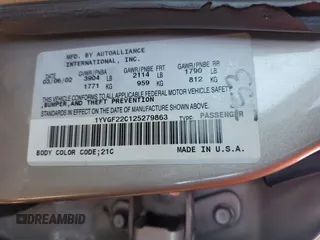 MFD. BY AUTOALLIANCE
INTERNATIONAL, INC.
DATE GVWR/PNBA GAWR/PNBE FR GAWR/PNBE RR
03/06/02 3904 LB 2114 LB 1790 LB
1771 KG 959 KG 812 KG
THIS VEHICLE CONFORMS TO ALL APPLICABLE FEDERAL MOTOR VEHICLE SAFETY,
BUMPER, AND THEFT PREVENTION
STANDARDS IN EFFECT ON THE DATE OF MANUFACTURE SHOWN ABOVE.
1YVGF22C125279863 TYPE: PASSENGER
BODY COLOR CODE;21C
MADE IN U.S.A.
DREAMBID